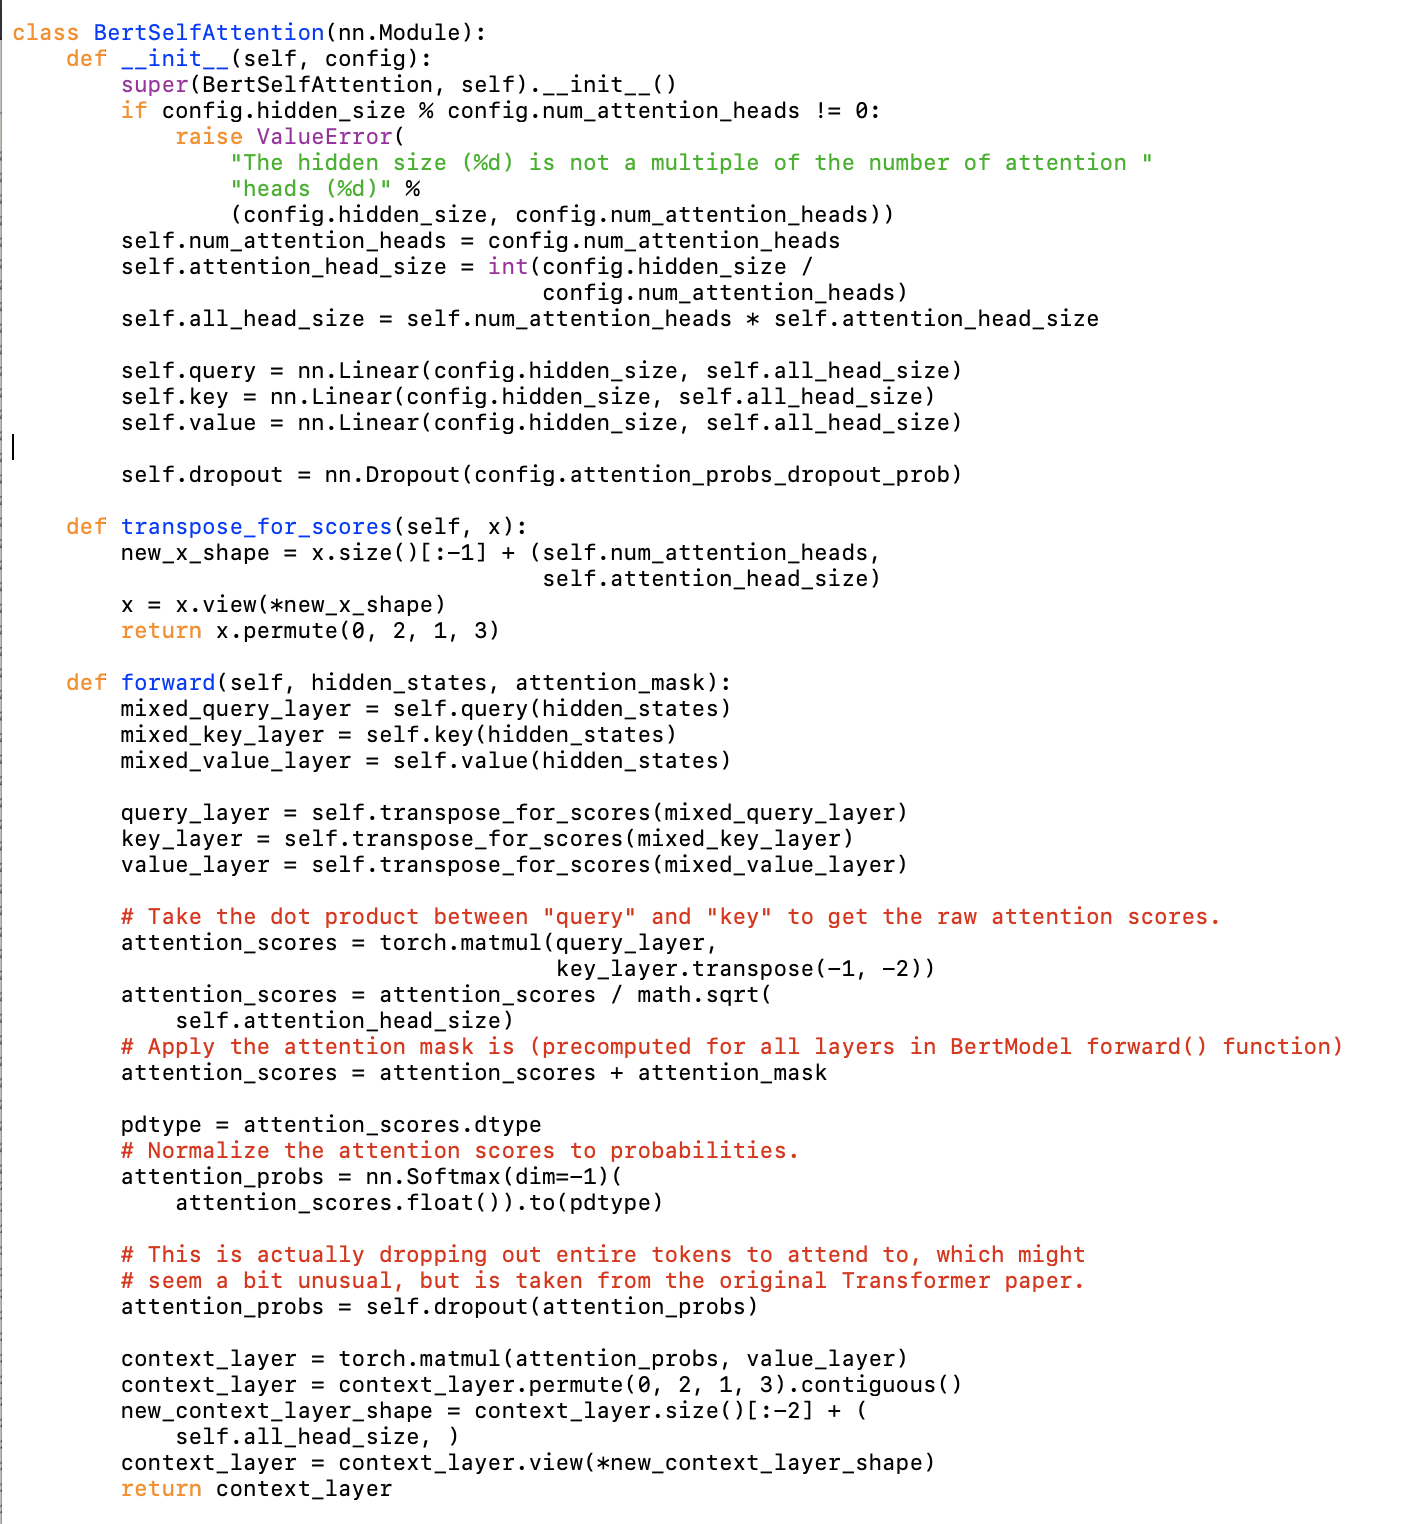 class BertSelfAttention(nn.Module):
    def __init__(self, config):
        super(BertSelfAttention, self).__init__()
        if config.hidden_size % config.num_attention_heads != 0:
            raise ValueError(
                "The hidden size (%d) is not a multiple of the number of attention "
                "heads (%d)" %
                (config.hidden_size, config.num_attention_heads))
        self.num_attention_heads = config.num_attention_heads
        self.attention_head_size = int(config.hidden_size /
                                       config.num_attention_heads)
        self.all_head_size = self.num_attention_heads * self.attention_head_size

        self.query = nn.Linear(config.hidden_size, self.all_head_size)
        self.key = nn.Linear(config.hidden_size, self.all_head_size)
        self.value = nn.Linear(config.hidden_size, self.all_head_size)

        self.dropout = nn.Dropout(config.attention_probs_dropout_prob)

    def transpose_for_scores(self, x):
        new_x_shape = x.size()[:-1] + (self.num_attention_heads,
                                       self.attention_head_size)
        x = x.view(*new_x_shape)
        return x.permute(0, 2, 1, 3)

    def forward(self, hidden_states, attention_mask):
        mixed_query_layer = self.query(hidden_states)
        mixed_key_layer = self.key(hidden_states)
        mixed_value_layer = self.value(hidden_states)

        query_layer = self.transpose_for_scores(mixed_query_layer)
        key_layer = self.transpose_for_scores(mixed_key_layer)
        value_layer = self.transpose_for_scores(mixed_value_layer)

        # Take the dot product between "query" and "key" to get the raw attention scores.
        attention_scores = torch.matmul(query_layer,
                                        key_layer.transpose(-1, -2))
        attention_scores = attention_scores / math.sqrt(
            self.attention_head_size)
        # Apply the attention mask is (precomputed for all layers in BertModel forward() function)
        attention_scores = attention_scores + attention_mask

        pdtype = attention_scores.dtype
        # Normalize the attention scores to probabilities.
        attention_probs = nn.Softmax(dim=-1)(
            attention_scores.float()).to(pdtype)

        # This is actually dropping out entire tokens to attend to, which might
        # seem a bit unusual, but is taken from the original Transformer paper.
        attention_probs = self.dropout(attention_probs)

        context_layer = torch.matmul(attention_probs, value_layer)
        context_layer = context_layer.permute(0, 2, 1, 3).contiguous()
        new_context_layer_shape = context_layer.size()[:-2] + (
            self.all_head_size, )
        context_layer = context_layer.view(*new_context_layer_shape)
        return context_layer